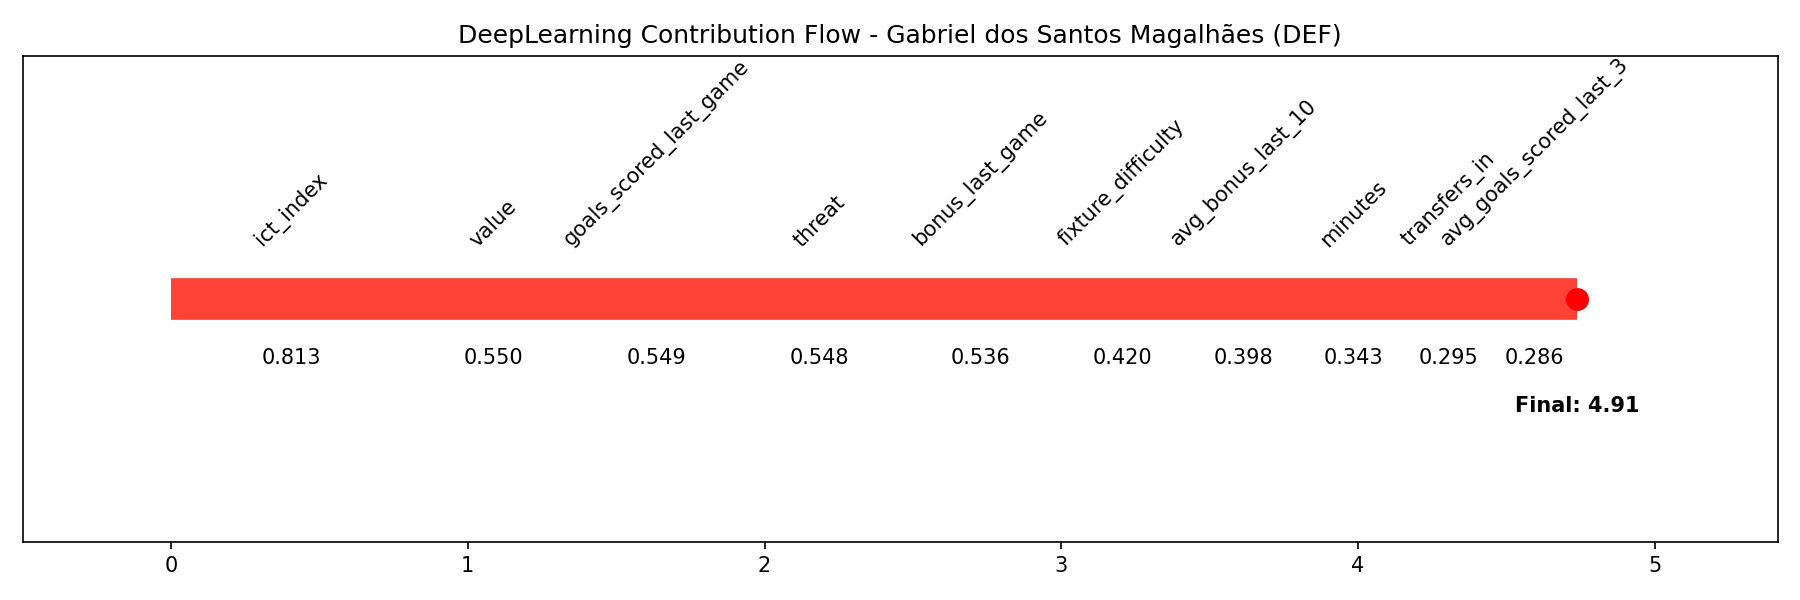 DeepLearning Contribution Flow - Gabriel dos Santos Magalhães (DEF)
ict_index
value
goals_scored_last_game
threat
bonus_last_game
fixture_difficulty
avg_bonus_last_10
minutes
transfers_in
avg_goals_scored_last_3
0.813 0.550 0.549 0.548 0.536 0.420 0.398 0.343 0.295 0.286
Final: 4.91
0 1 2 3 4 5